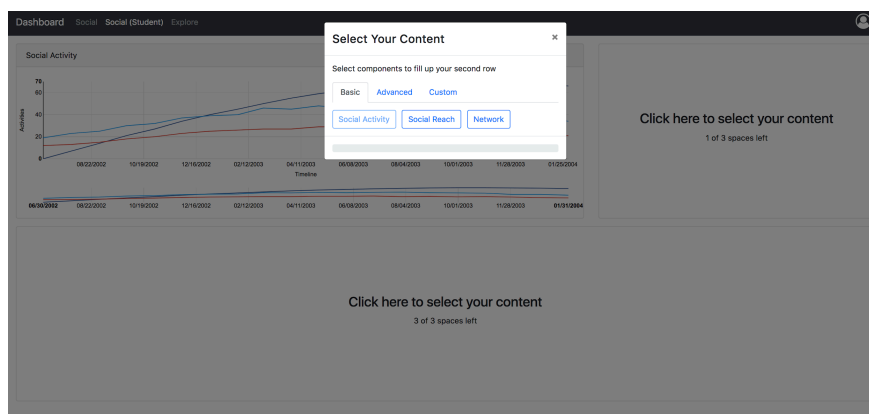 Dashboard Social Social (Student) Explore
Select Your Content ×
Select components to fill up your second row
Basic Advanced Custom
Social Activity Social Reach Network
Social Activity
78
60
40
20
0
Activities
08/22/2002 10/19/2002 12/16/2002 02/12/2003 04/11/2003 06/08/2003 08/04/2003 10/01/2003 11/28/2003 01/25/2004
Timeline
06/30/2002 08/22/2002 10/19/2002 12/16/2002 02/12/2003 04/11/2003 06/08/2003 08/04/2003 10/01/2003 11/28/2003 01/31/2004
Click here to select your content
1 of 3 spaces left
Click here to select your content
3 of 3 spaces left